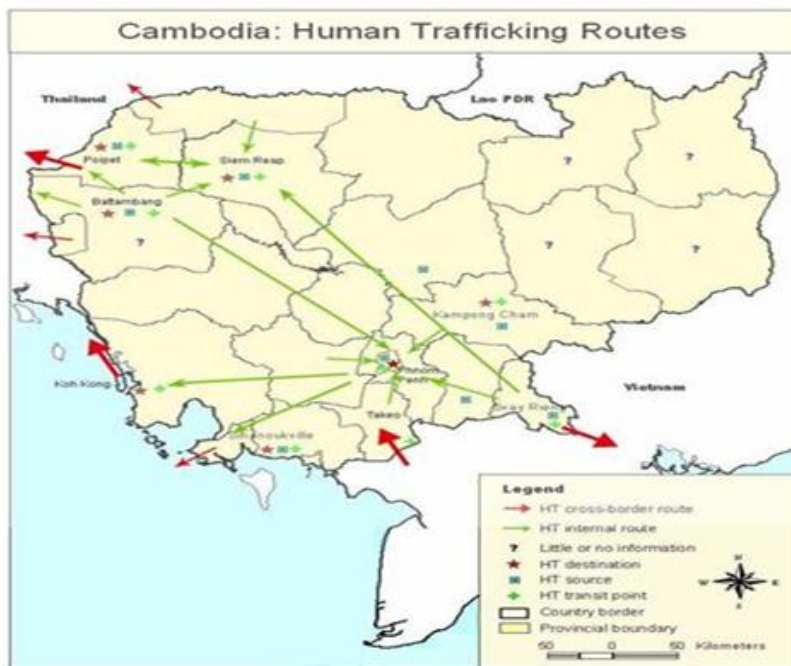 Cambodia: Human Trafficking Routes
Thailand
Lao PDR
Poipet
Siem Reap
?
?
Battambang
?
?
?
Kampong Cham
Phnom
Penh
Koh Kong
Vietnam
Svay Rieng
Takeo
Sihanoukville
Legend
HT cross-border route
HT internal route
? Little or no information
HT destination
HT source
HT transit point
Country border
Provincial boundary
N
W
E
S
50 0 50 Kilometers